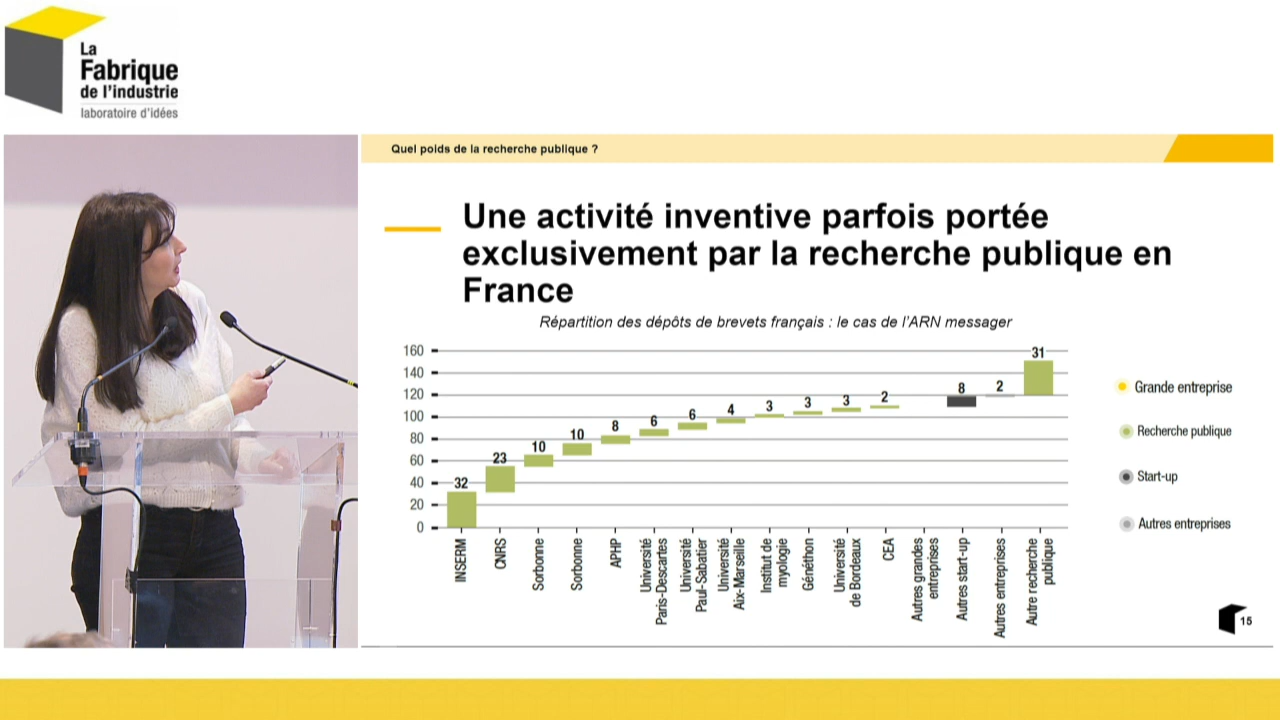 La
Fabrique
de l'industrie
laboratoire d'idées
Quel poids de la recherche publique ?
Une activité inventive parfois portée
exclusivement par la recherche publique en
France
Répartition des dépôts de brevets français : le cas de l'ARN messager
160
140
120
100
80
60
40
20
0
32
23
10
10
8
6
6
4
3
3
3
2
8
2
31
INSERM
CNRS
Sorbonne
Sorbonne
APHP
Université
Paris-Descartes
Université
Paul-Sabatier
Université
Aix-Marseille
Institut de
myologie
Généthon
Université
de Bordeaux
CEA
Autres grandes
entreprises
Autres start-up
Autres entreprises
Autre recherche
publique
Grande entreprise
Recherche publique
Start-up
Autres entreprises
15